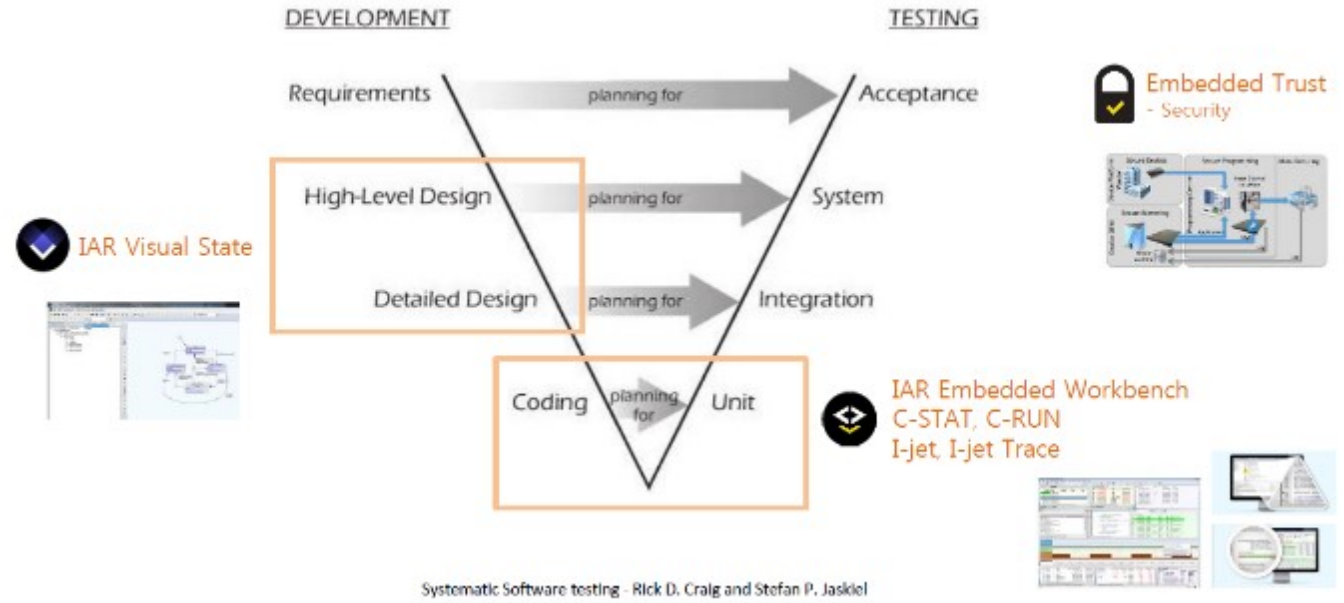 DEVELOPMENT
TESTING
Requirements
planning for
Acceptance
Embedded Trust
- Security
High-Level Design
planning for
System
IAR Visual State
Detailed Design
planning for
Integration
Coding
planning
for
Unit
IAR Embedded Workbench
C-STAT, C-RUN
I-jet, I-jet Trace
Systematic Software testing - Rick D. Craig and Stefan P. Jaskiel